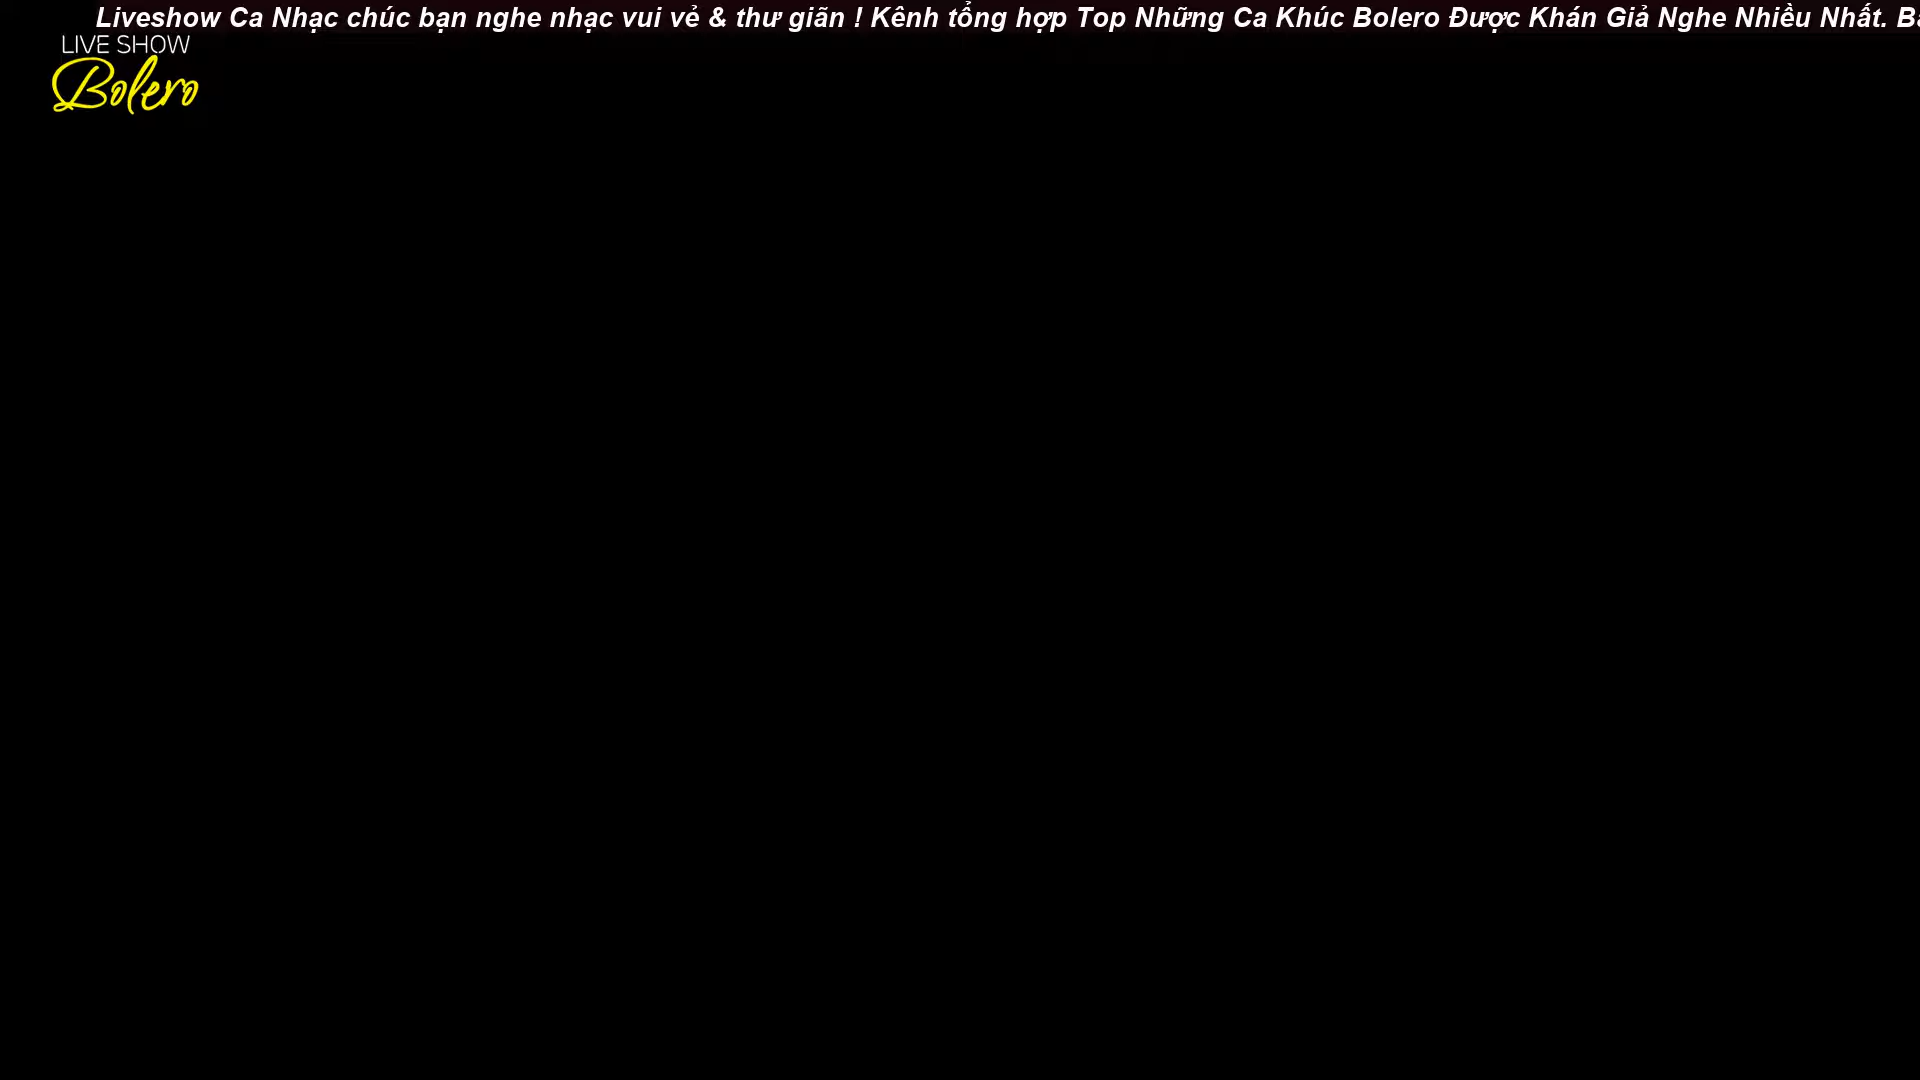 Liveshow Ca Nhạc chúc bạn nghe nhạc vui vẻ & thư giãn ! Kênh tổng hợp Top Những Ca Khúc Bolero Được Khán Giả Nghe Nhiều Nhất.
LIVE SHOW
Bolero